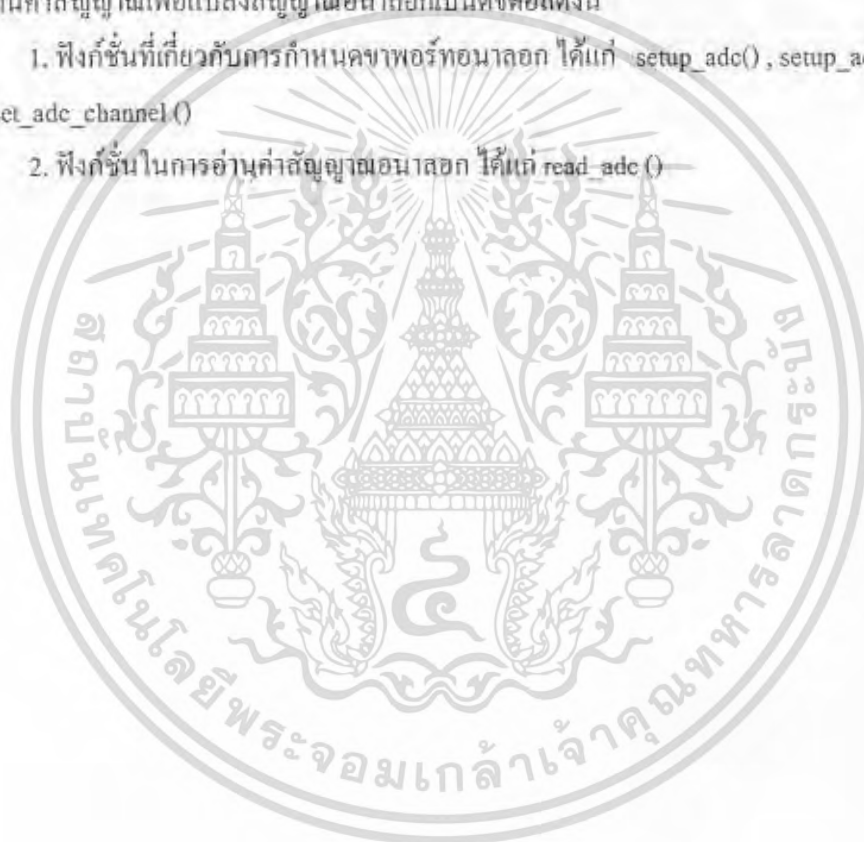 1. ฟังก์ชั่นที่เกี่ยวกับการกำหนดขาพอร์ทอนาลอก ได้แก่ setup_adc() , setup_ad
et_adc_channel ()
2. ฟังก์ชั่นในการอ่านค่าสัญญาณอนาลอก ได้แก่ read_adc ()
สถาบันเทคโนโลยีพระจอมเกล้าเจ้าคุณทหารลาดกระบัง